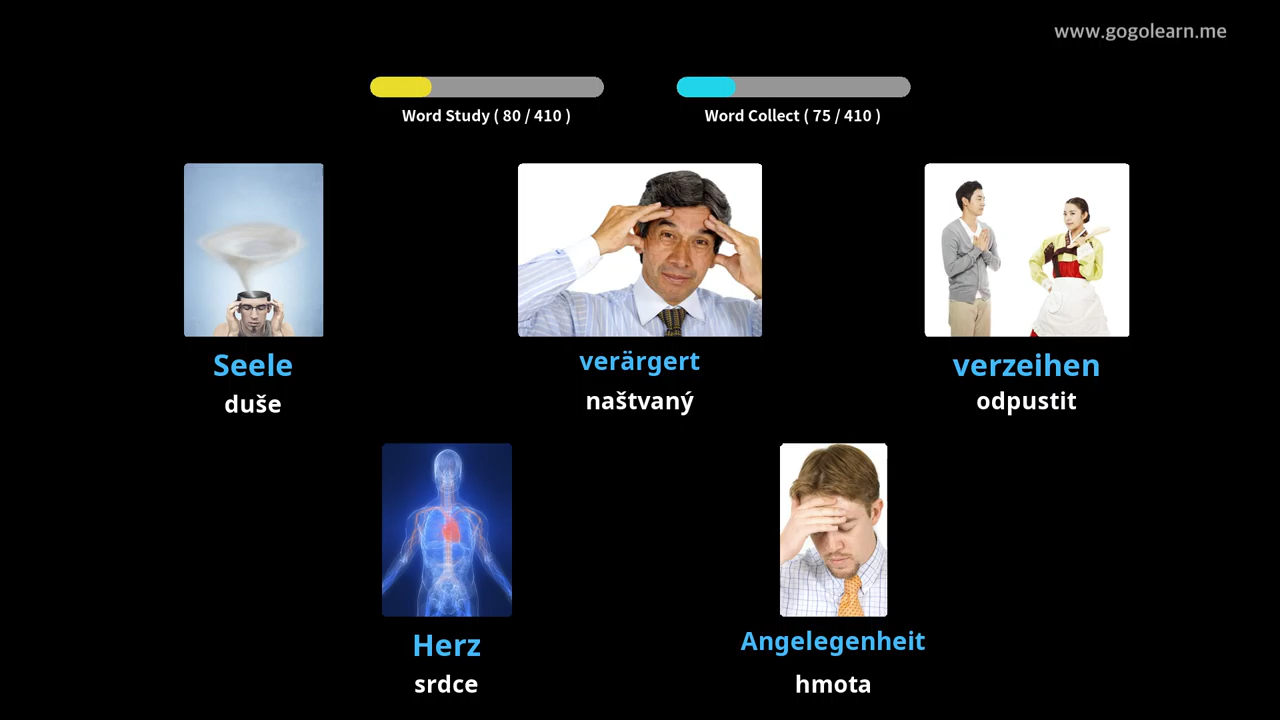 www.gogolearn.me
Word Study ( 80 / 410 )
Word Collect ( 75 / 410 )
Seele
duše
verärgert
naštvaný
verzeihen
odpustit
Herz
srdce
Angelegenheit
hmota